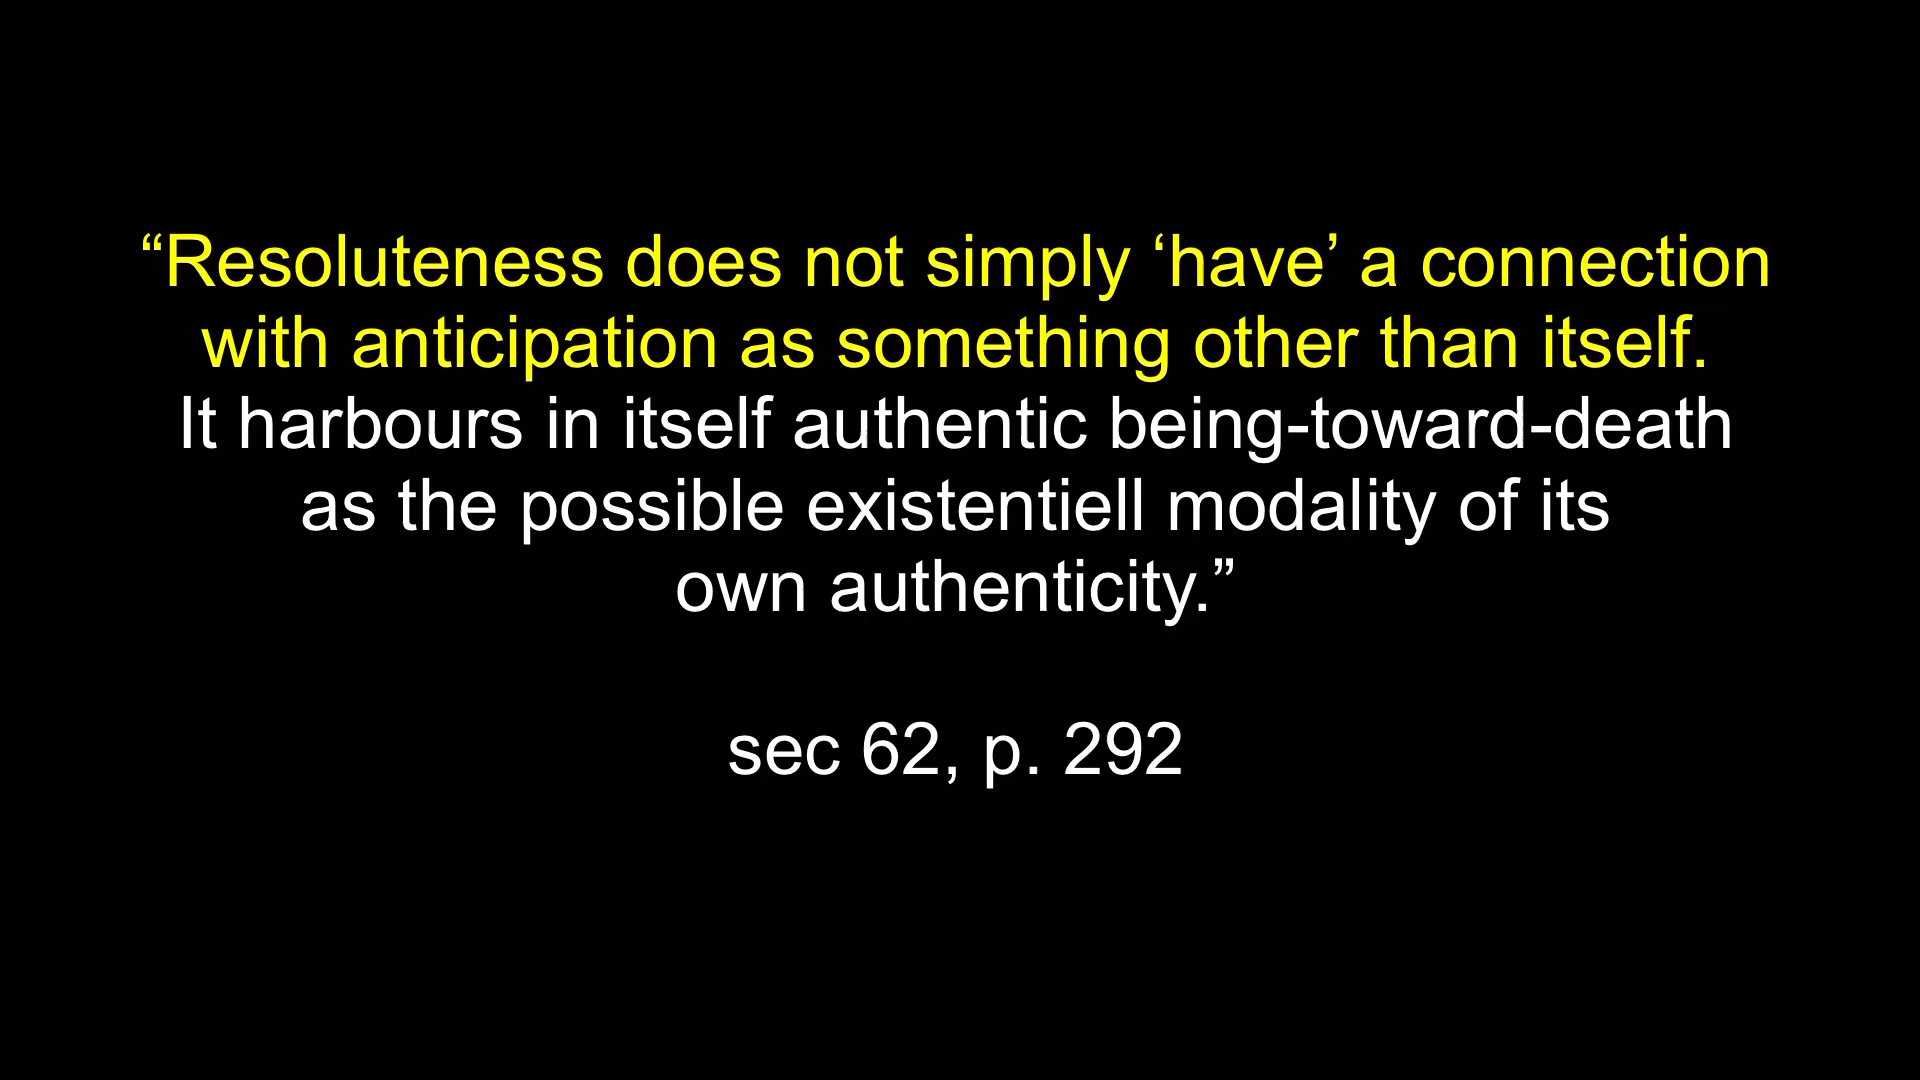 “Resoluteness does not simply ‘have’ a connection
with anticipation as something other than itself.
It harbours in itself authentic being-toward-death
as the possible existentiell modality of its
own authenticity.”
sec 62, p. 292